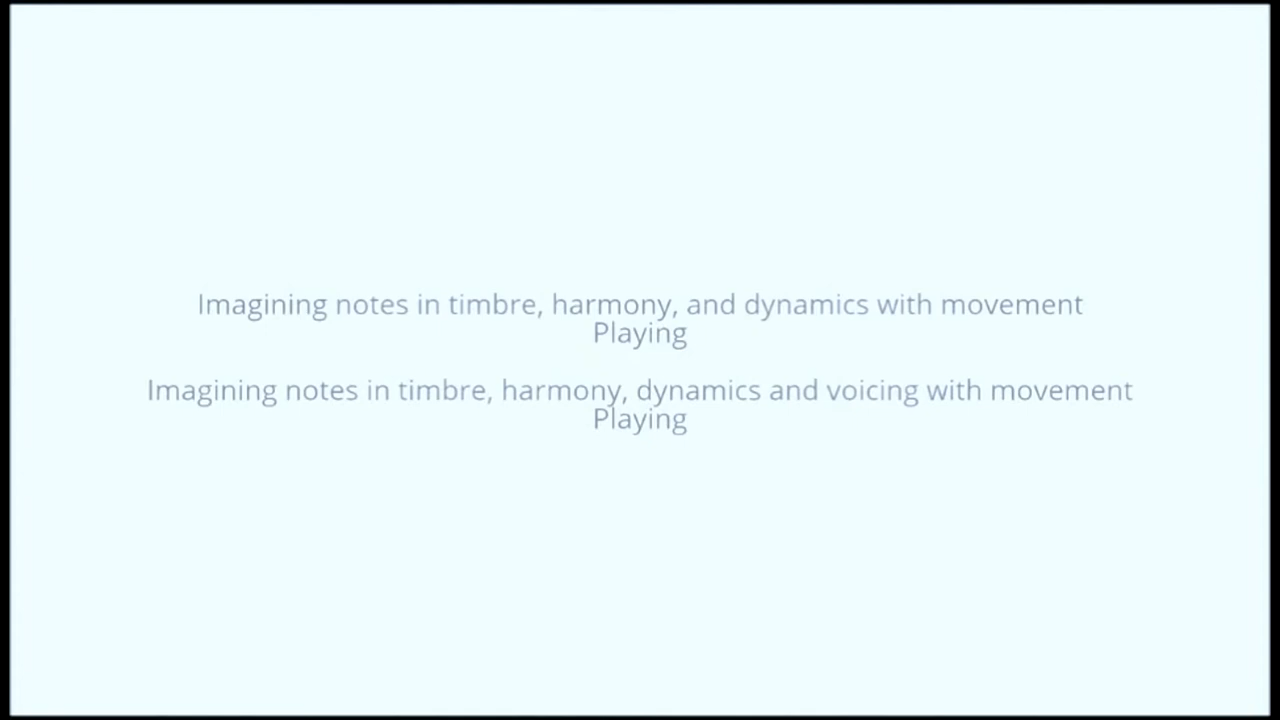 Imagining notes in timbre, harmony, and dynamics with movement
Playing
Imagining notes in timbre, harmony, dynamics and voicing with movement
Playing